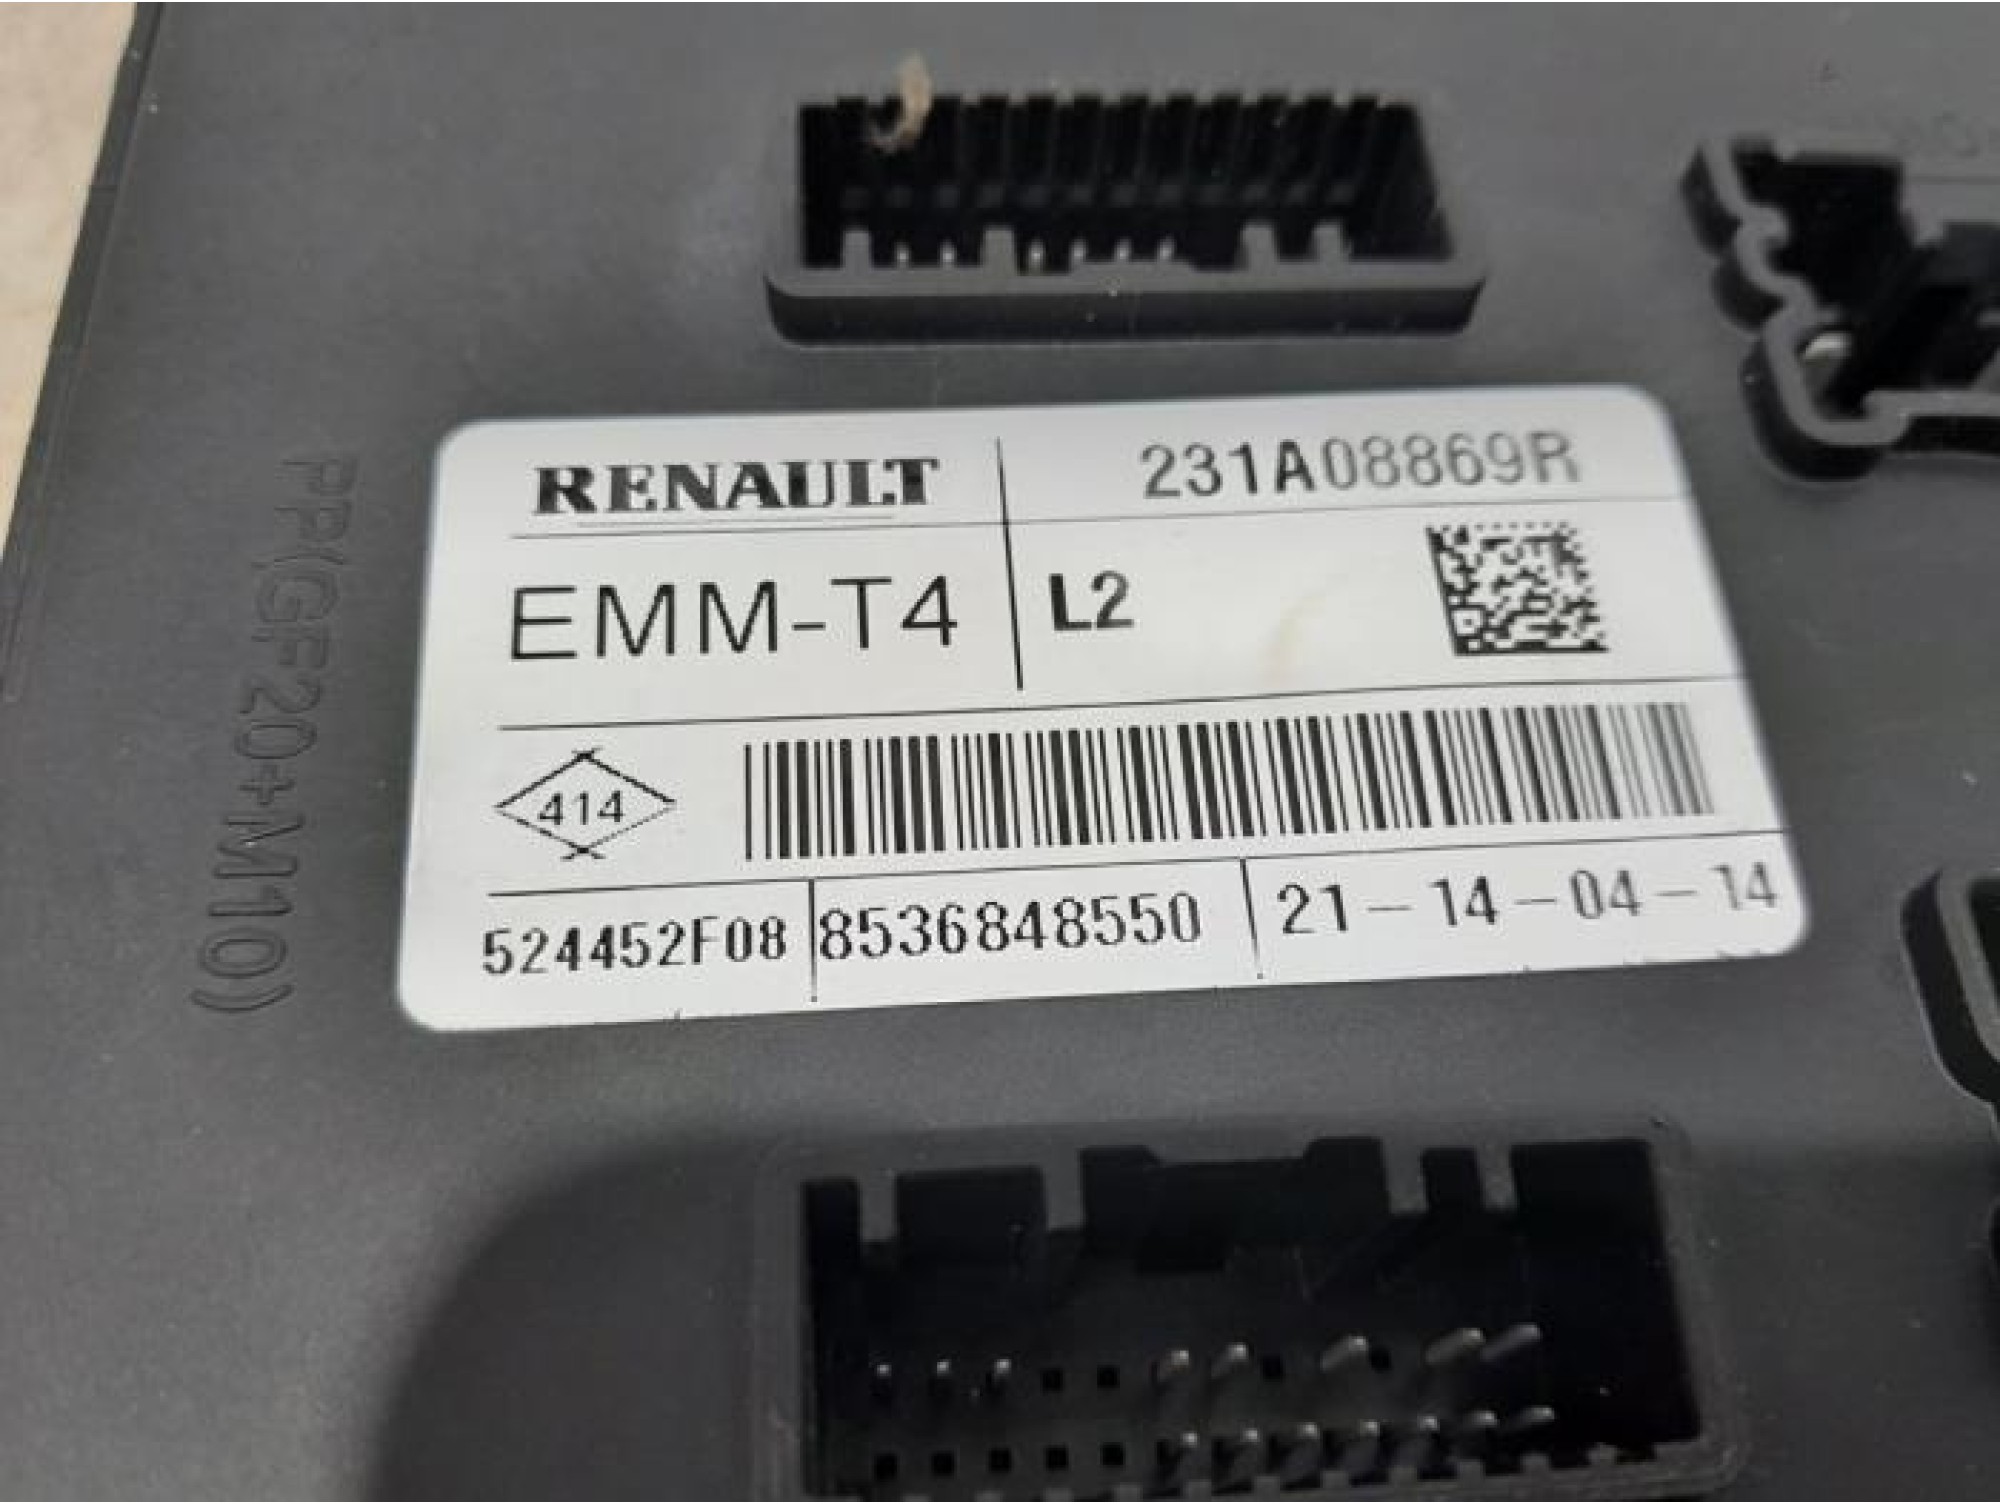 RENAULT 231A08869R
EMM-T4 L2
414
524452F08 8536848550 21-14-04-14
PP(GF20+M10)